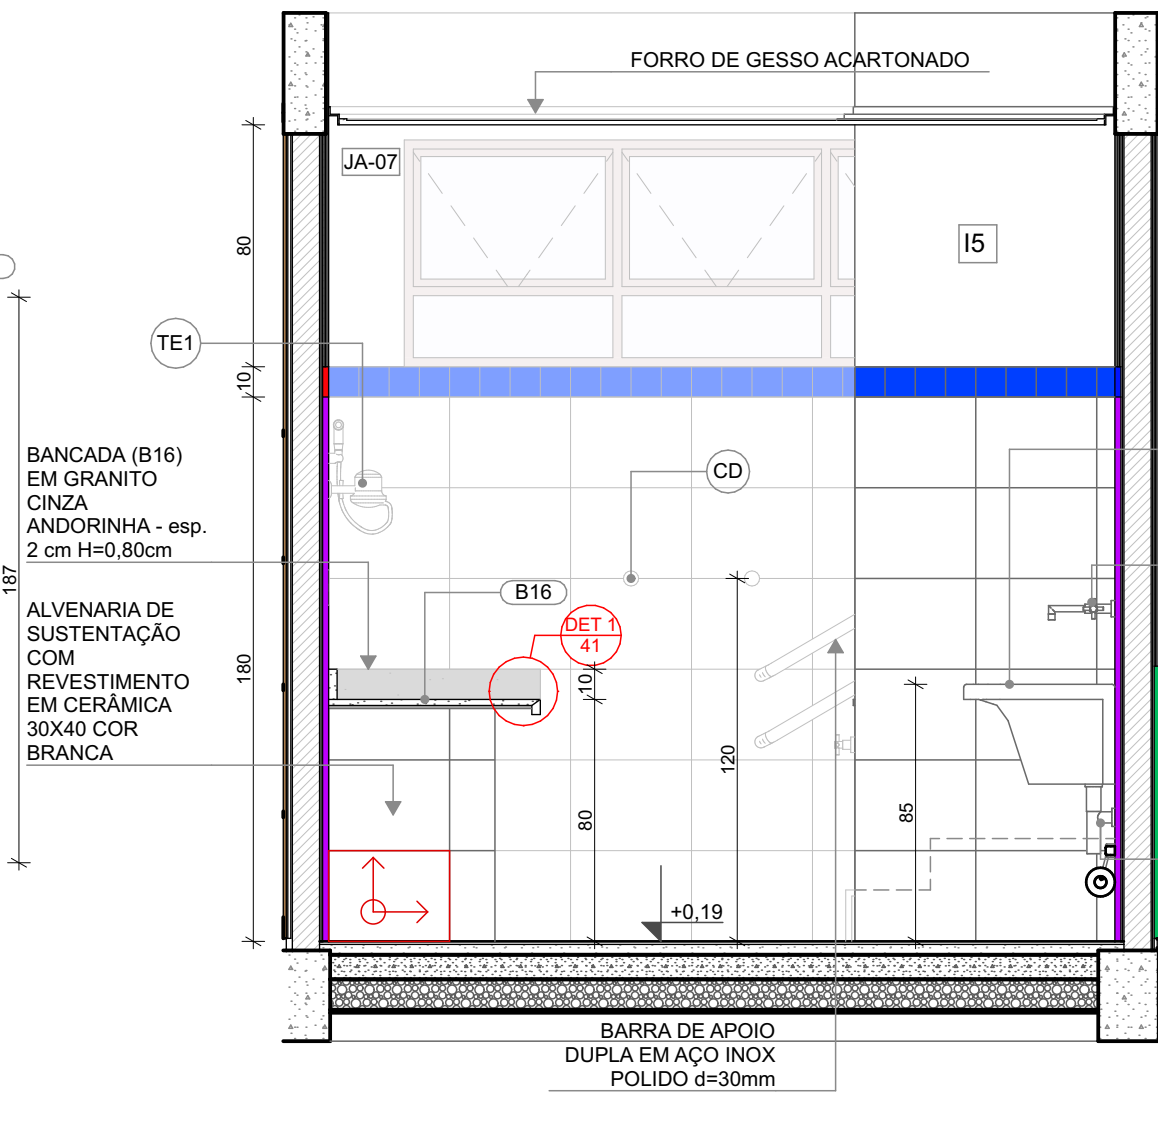 FORRO DE GESSO ACARTONADO
JA-07
I5
80
TE1
10
BANCADA (B16)
EM GRANITO
CINZA
ANDORINHA - esp.
2 cm H=0,80cm
CD
187
B16
ALVENARIA DE
SUSTENTAÇÃO
COM
REVESTIMENTO
EM CERÂMICA
30X40 COR
BRANCA
DET 1
41
180
10
120
80
85
+0,19
BARRA DE APOIO
DUPLA EM AÇO INOX
POLIDO d=30mm